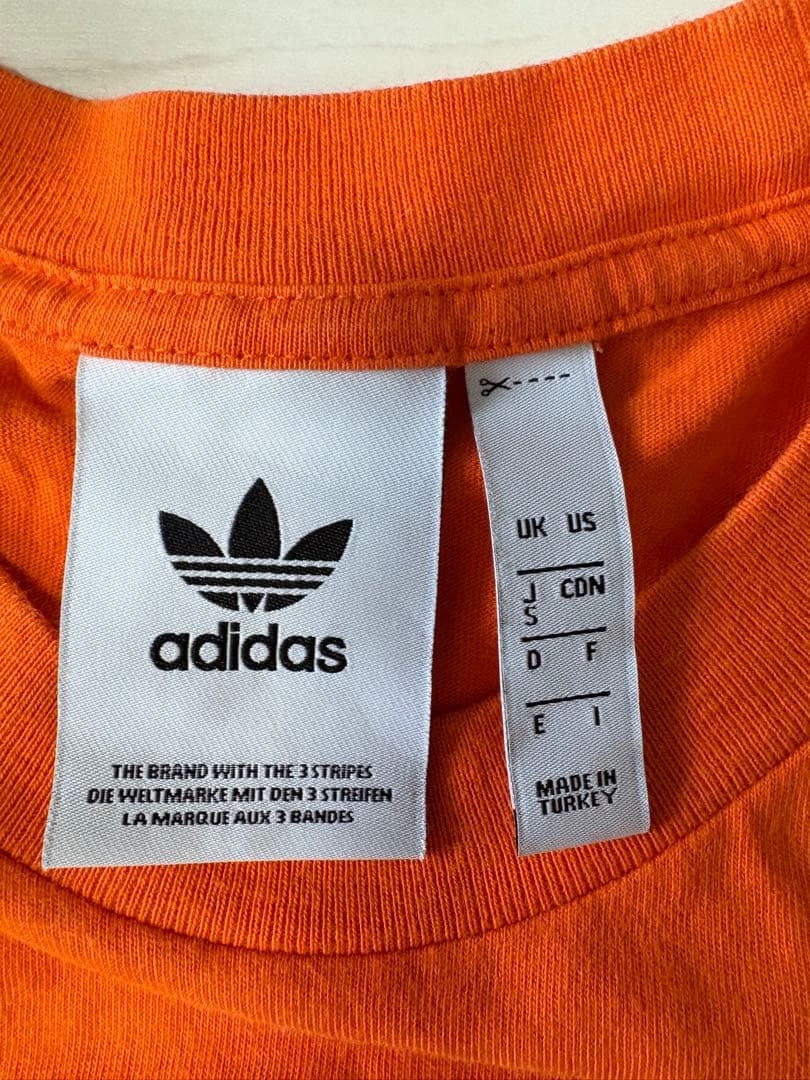 adidas
THE BRAND WITH THE 3 STRIPES
DIE WELTMARKE MIT DEN 3 STREIFEN
LA MARQUE AUX 3 BANDES
UK US
J CDN
S
D F
E I
MADE IN
TURKEY